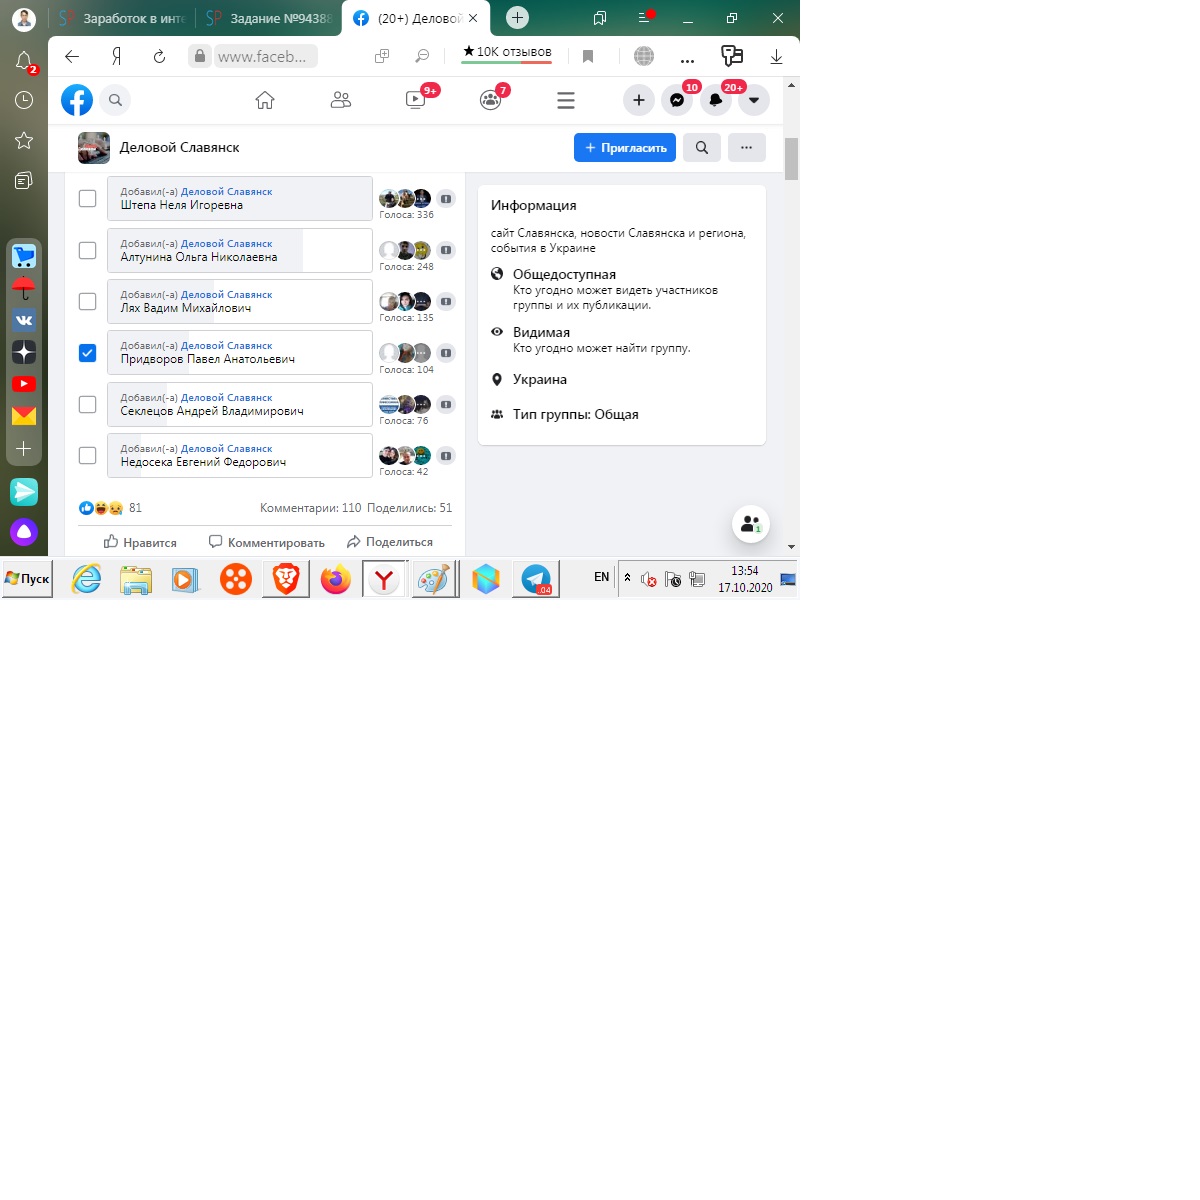 Заработок в инте
Задание №94388
(20+) Деловой
2
www.faceb...
★10K отзывов
9+
7
10
20+
Деловой Славянск
+ Пригласить
Добавил(-а) Деловой Славянск
Штепа Неля Игоревна
Голоса: 336
Добавил(-а) Деловой Славянск
Алтунина Ольга Николаевна
Голоса: 248
Добавил(-а) Деловой Славянск
Лях Вадим Михайлович
Голоса: 135
Добавил(-а) Деловой Славянск
Придворов Павел Анатольевич
Голоса: 104
Добавил(-а) Деловой Славянск
Секлецов Андрей Владимирович
Голоса: 76
Добавил(-а) Деловой Славянск
Недосека Евгений Федорович
Голоса: 42
81
Комментарии: 110 Поделились: 51
Нравится
Комментировать
Поделиться
Информация
сайт Славянска, новости Славянска и региона,
события в Украине
Общедоступная
Кто угодно может видеть участников
группы и их публикации.
Видимая
Кто угодно может найти группу.
Украина
Тип группы: Общая
1
Пуск
.04
EN
13:54
17.10.2020